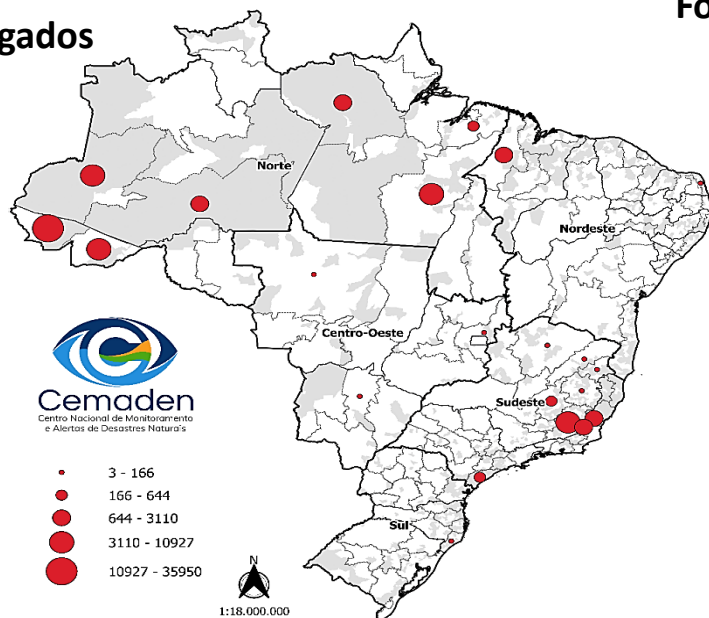 gados
Fo
Norte
Nordeste
Centro-Oeste
Sudeste
Sul
Cemaden
Centro Nacional de Monitoramento
e Alertas de Desastres Naturais
3 - 166
166 - 644
644 - 3110
3110 - 10927
10927 - 35950
N
1:18.000.000